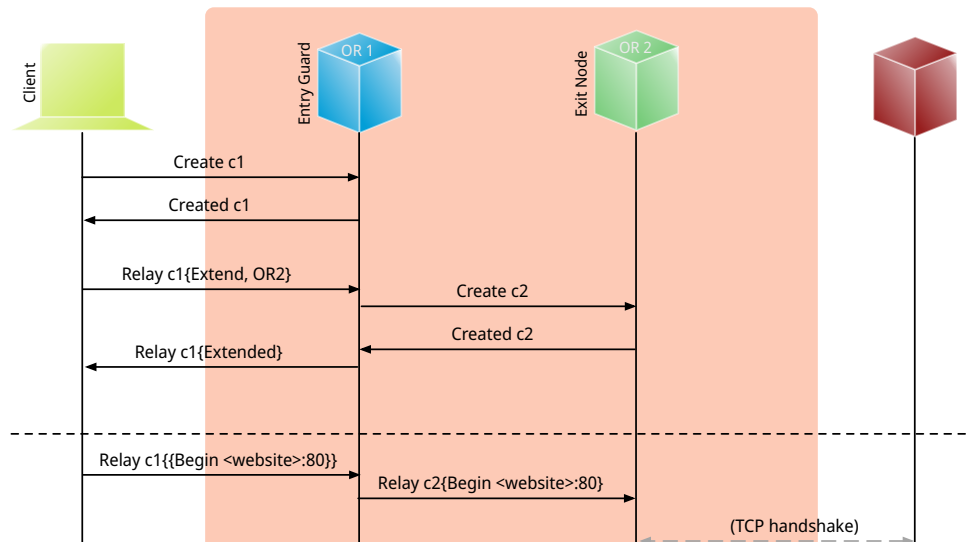 Client
Entry Guard
OR 1
Exit Node
OR 2
Create c1
Created c1
Relay c1{Extend, OR2}
Create c2
Created c2
Relay c1{Extended}
Relay c1{{Begin <website>:80}}
Relay c2{Begin <website>:80}
(TCP handshake)